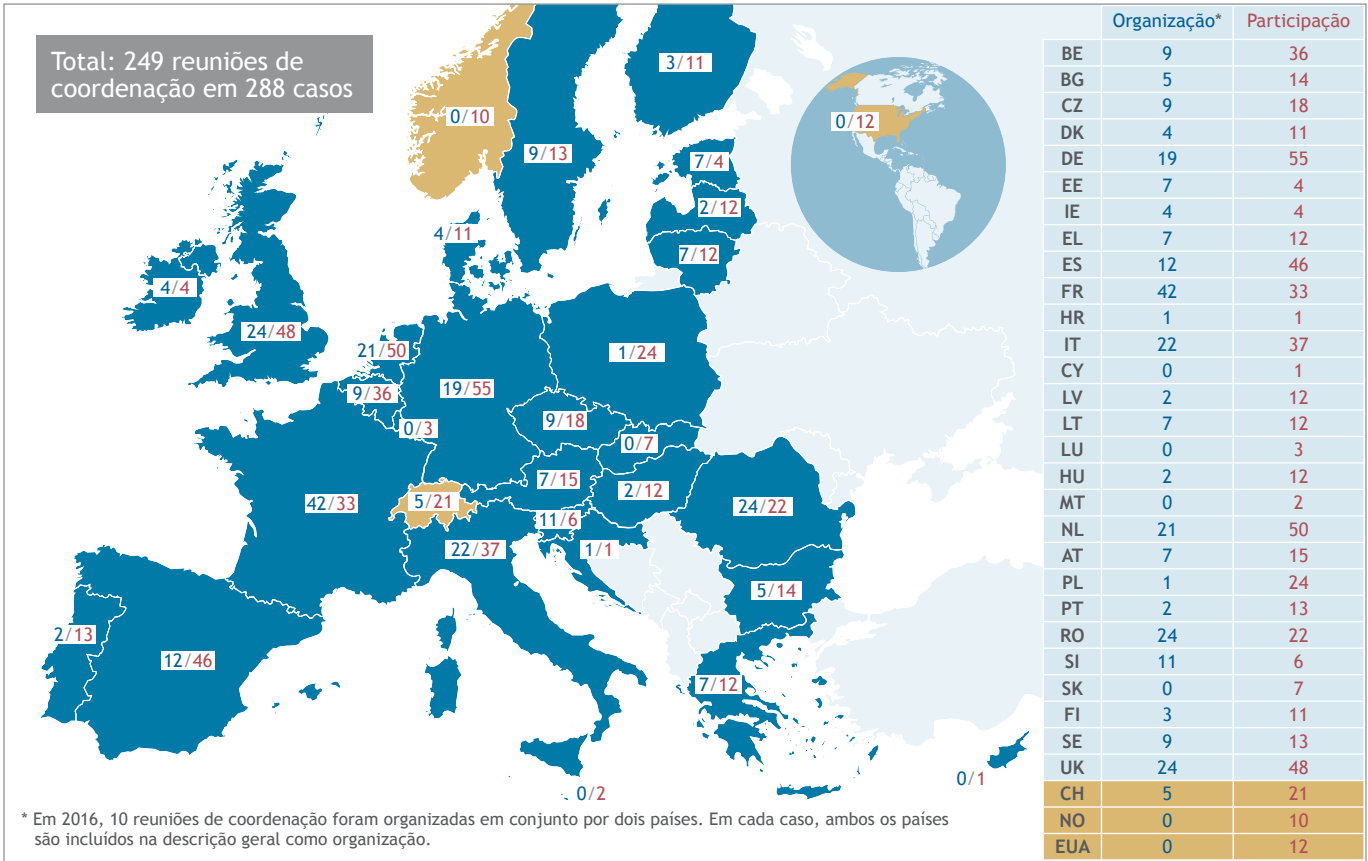 Total: 249 reuniões de
coordenação em 288 casos
3/11
0/10
0/12
9/13
7/4
2/12
4/11
7/12
4/4
24/48
21/50
1/24
9/36
19/55
9/18
0/3
0/7
7/15
5/21
2/12
42/33
24/22
11/6
22/37
1/1
5/14
2/13
12/46
7/12
0/1
0/2
* Em 2016, 10 reuniões de coordenação foram organizadas em conjunto por dois países. Em cada caso, ambos os países
são incluídos na descrição geral como organização.
Organização* Participação
BE 9 36
BG 5 14
CZ 9 18
DK 4 11
DE 19 55
EE 7 4
IE 4 4
EL 7 12
ES 12 46
FR 42 33
HR 1 1
IT 22 37
CY 0 1
LV 2 12
LT 7 12
LU 0 3
HU 2 12
MT 0 2
NL 21 50
AT 7 15
PL 1 24
PT 2 13
RO 24 22
SI 11 6
SK 0 7
FI 3 11
SE 9 13
UK 24 48
CH 5 21
NO 0 10
EUA 0 12